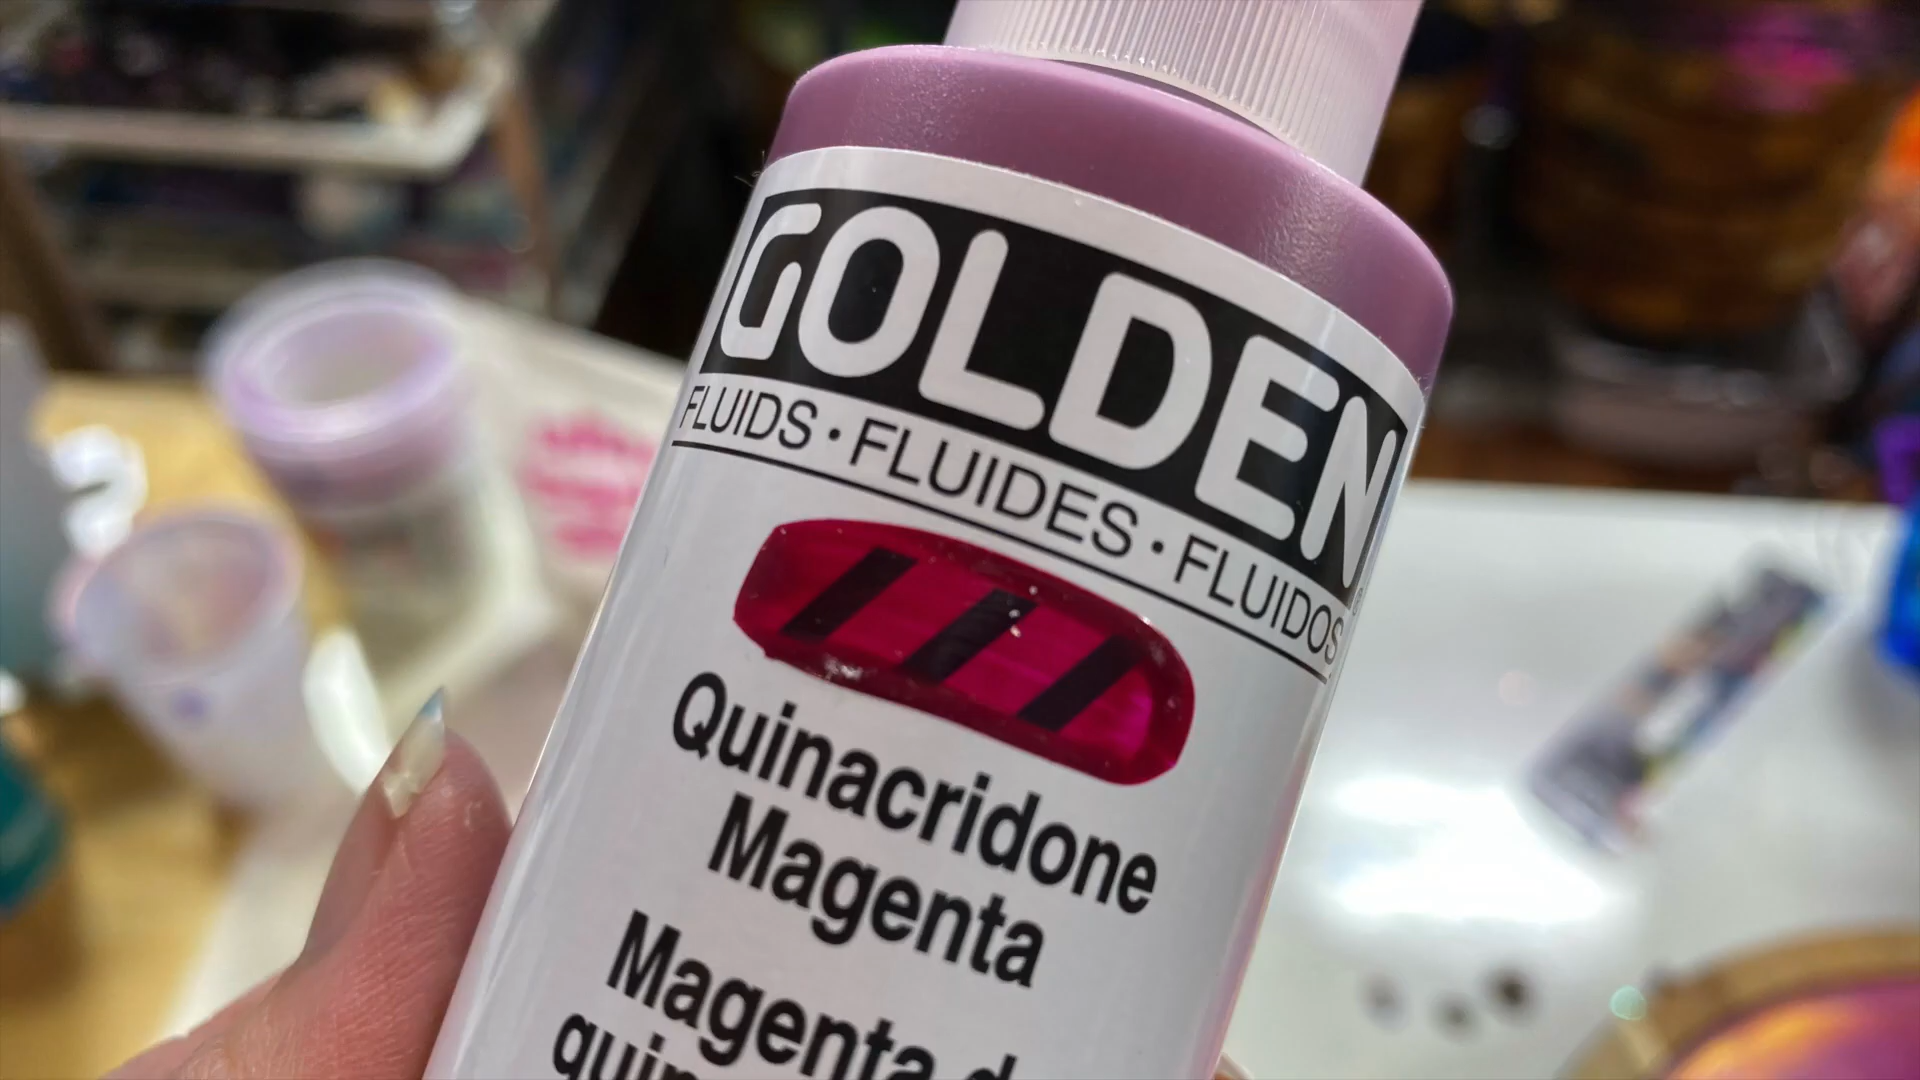 GOLDEN
FLUIDS • FLUIDES • FLUIDOS
Quinacridone
Magenta
Magenta